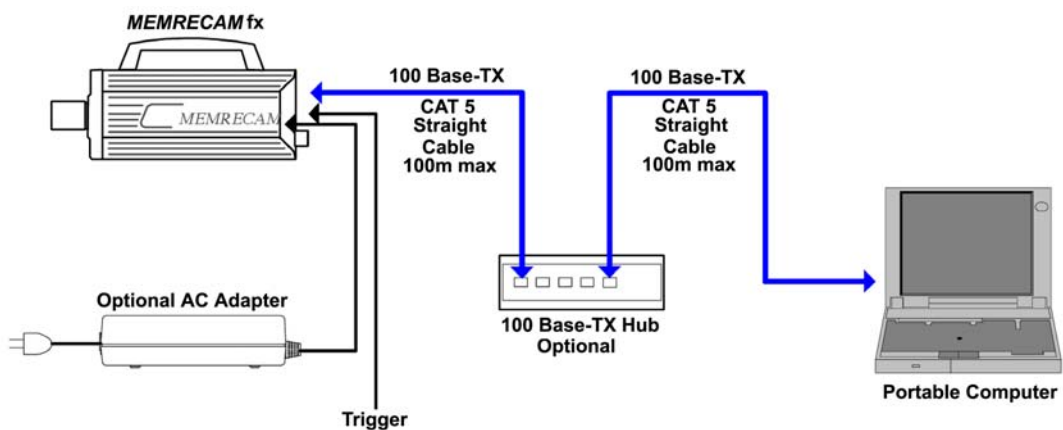 MEMRECAM fx
MEMRECAM
100 Base-TX
CAT 5
Straight
Cable
100m max
100 Base-TX
CAT 5
Straight
Cable
100m max
Optional AC Adapter
100 Base-TX Hub
Optional
Portable Computer
Trigger